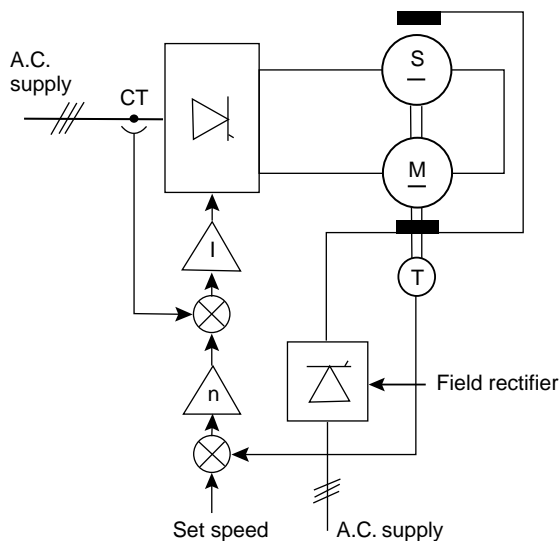 A.C.
supply
CT
S
M
I
T
n
Field rectifier
Set speed
A.C. supply